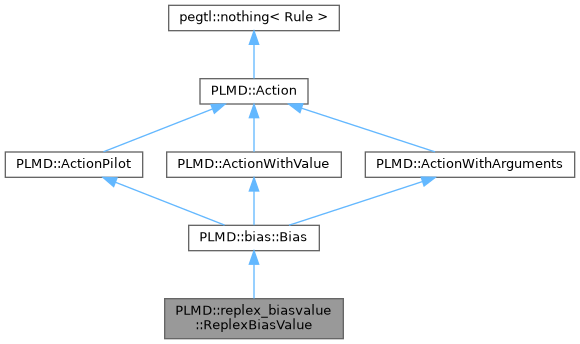 pegtl::nothing< Rule >
PLMD::Action
PLMD::ActionPilot
PLMD::ActionWithValue
PLMD::ActionWithArguments
PLMD::bias::Bias
PLMD::replex_biasvalue
::ReplexBiasValue